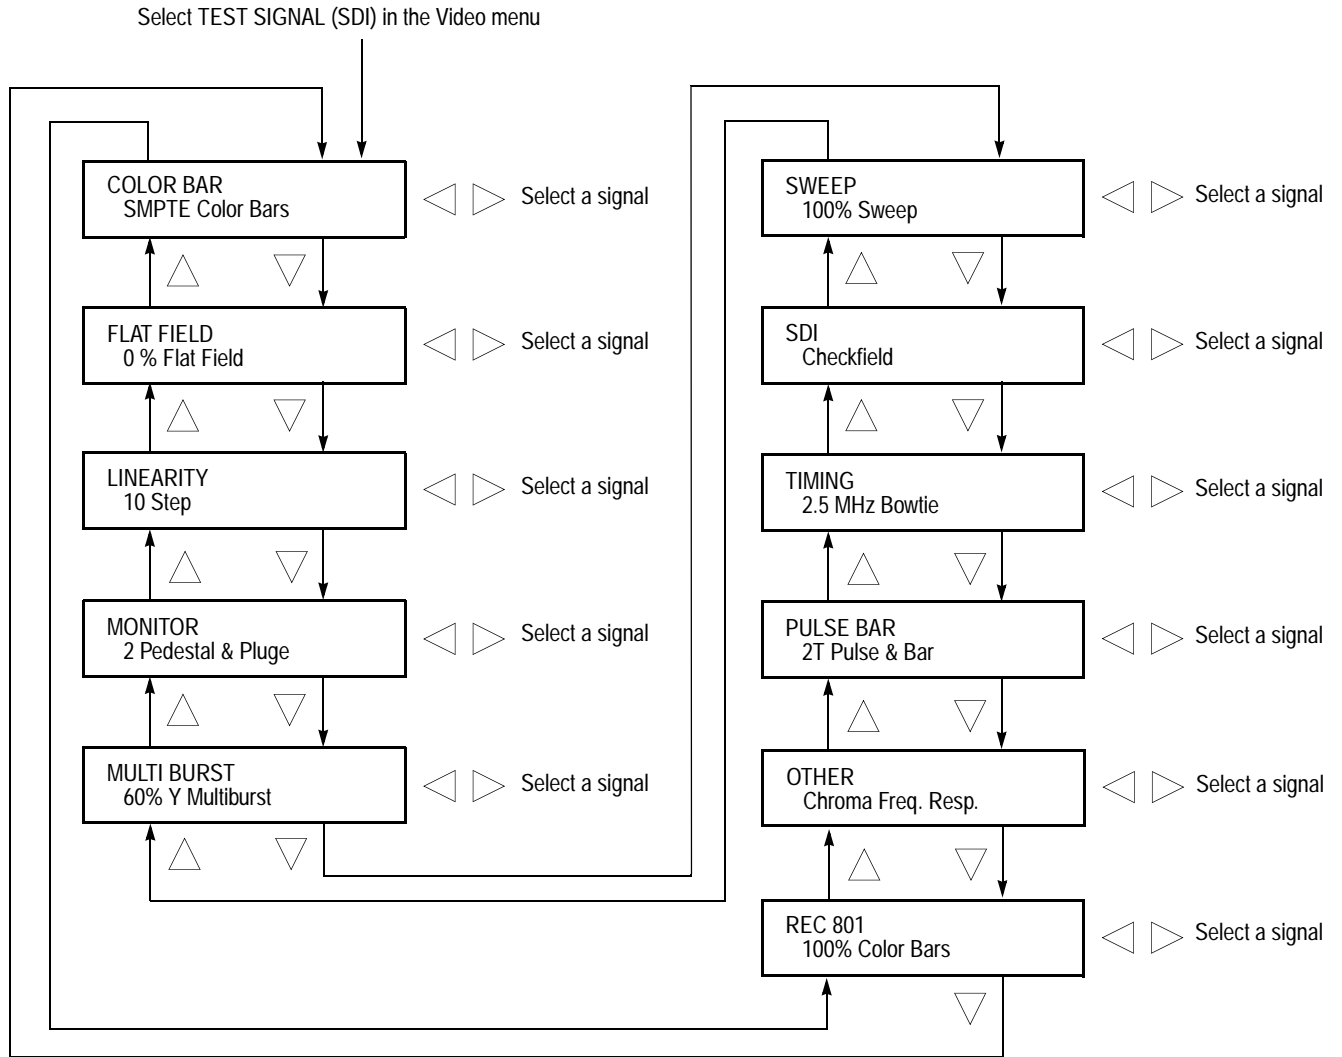 Select TEST SIGNAL (SDI) in the Video menu
COLOR BAR
SMPTE Color Bars
Select a signal
FLAT FIELD
0 % Flat Field
Select a signal
LINEARITY
10 Step
Select a signal
MONITOR
2 Pedestal & Pluge
Select a signal
MULTI BURST
60% Y Multiburst
Select a signal
SWEEP
100% Sweep
Select a signal
SDI
Checkfield
Select a signal
TIMING
2.5 MHz Bowtie
Select a signal
PULSE BAR
2T Pulse & Bar
Select a signal
OTHER
Chroma Freq. Resp.
Select a signal
REC 801
100% Color Bars
Select a signal